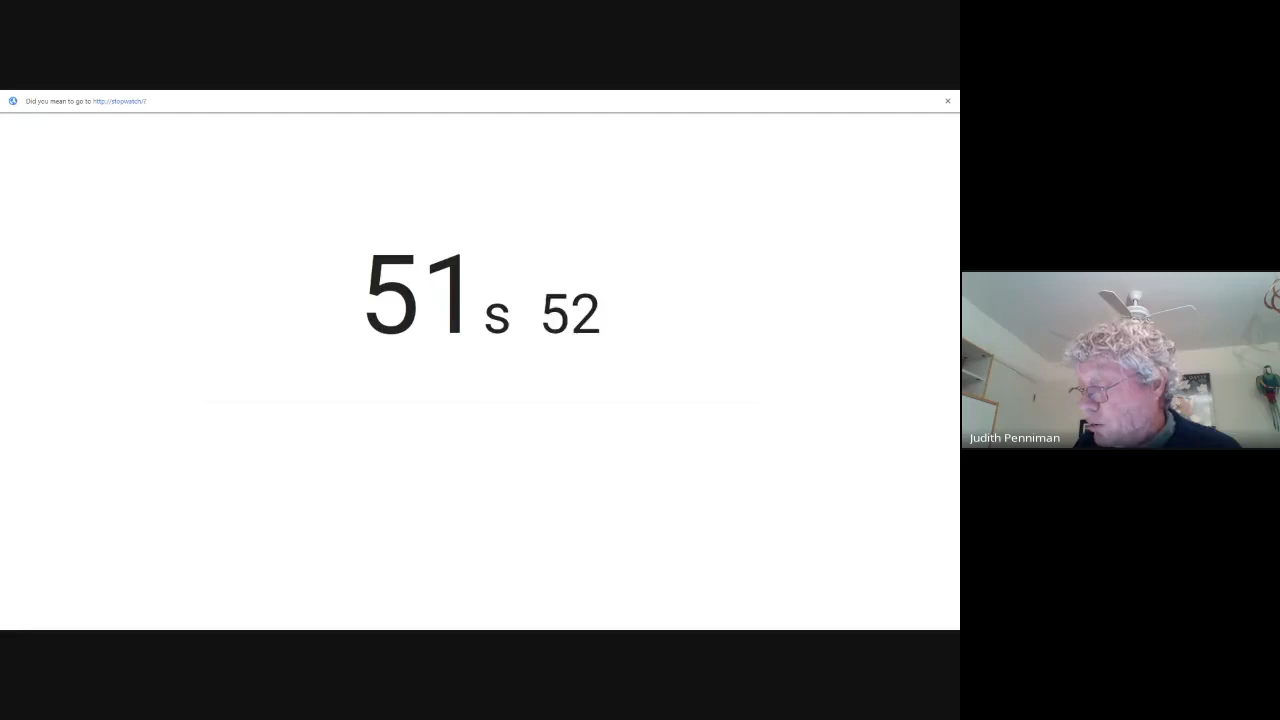 Did you mean to go to http://stopwatch/?
51s 52
Judith Penniman